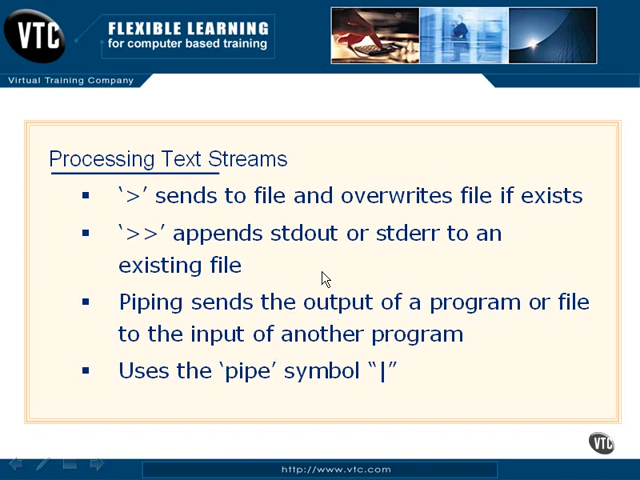 VTC
FLEXIBLE LEARNING
for computer based training
Virtual Training Company
Processing Text Streams
▪ ‘>’ sends to file and overwrites file if exists
▪ ‘>>’ appends stdout or stderr to an
existing file
▪ Piping sends the output of a program or file
to the input of another program
▪ Uses the ‘pipe’ symbol “|”
VTC
http://www.vtc.com